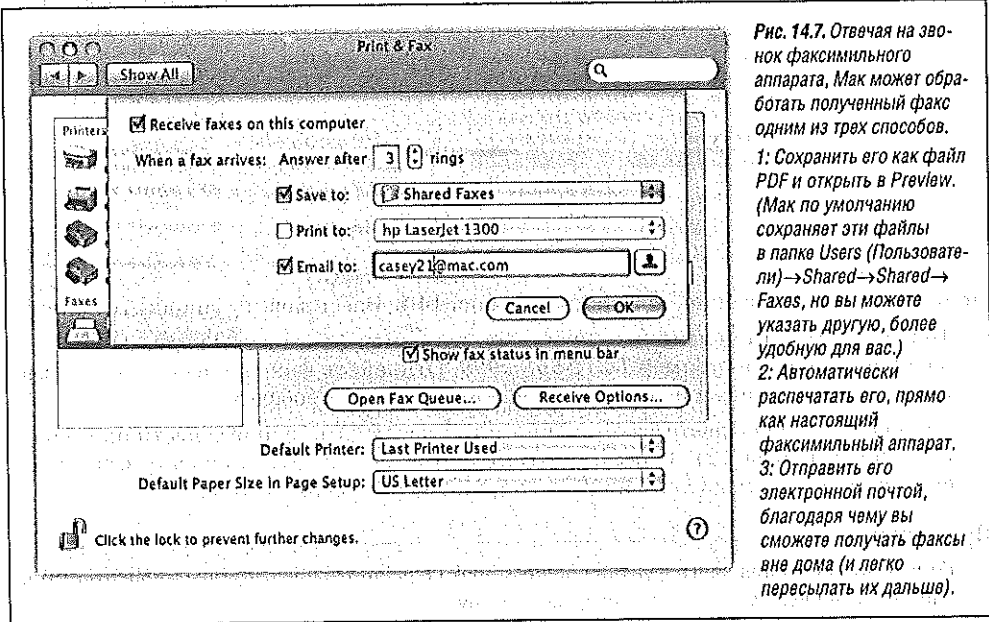 Print & Fax
Show All
Printers
Receive faxes on this computer
When a fax arrives: Answer after 3 rings
Save to: Shared Faxes
Print to: hp LaserJet 1300
Email to: casey21@mac.com
Cancel OK
Faxes
Show fax status in menu bar
Open Fax Queue... Receive Options...
Default Printer: Last Printer Used
Default Paper Size in Page Setup: US Letter
Click the lock to prevent further changes.
?
Рис. 14.7. Отвечая на зво-
нок факсимильного
аппарата, Мак может обра-
ботать полученный факс
одним из трех способов.
1: Сохранить его как файл
PDF и открыть в Preview.
(Мак по умолчанию
сохраняет эти файлы
в папке Users (Пользовате-
ли)→Shared→Shared→
Faxes, но вы можете
указать другую, более
удобную для вас.)
2: Автоматически
распечатать его, прямо
как настоящий
факсимильный аппарат.
3: Отправить его
электронной почтой,
благодаря чему вы
сможете получать факсы
вне дома (и легко
пересылать их дальше).